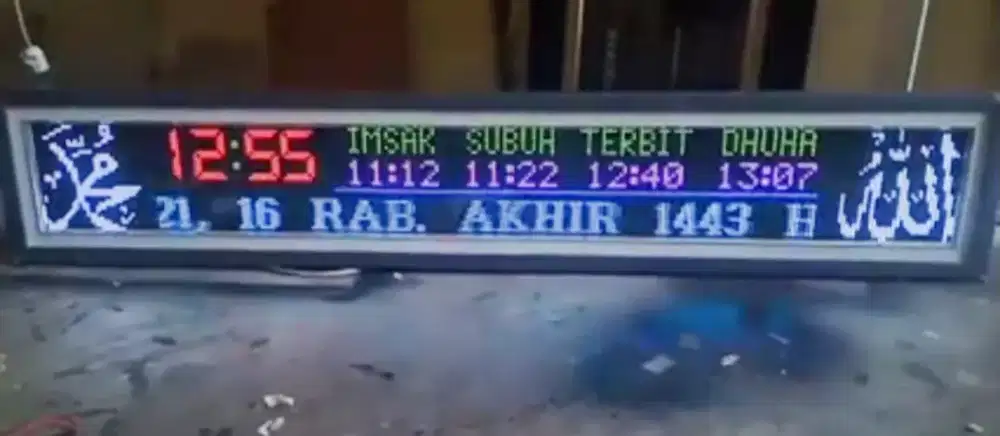 محمد
12:55
IMSAK SUBUH TERBIT DHUHA
11:12 11:22 12:40 13:07
21, 16 RAB. AKHIR 1443 H
الله